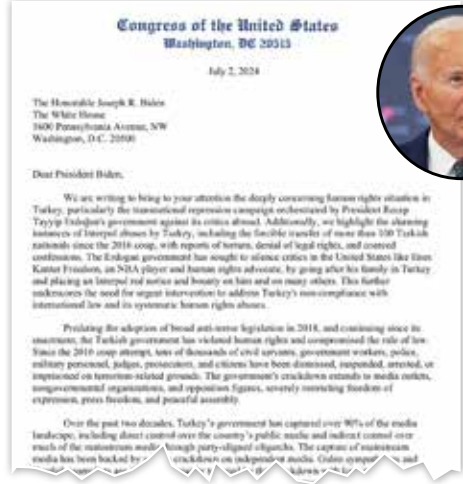 Congress of the United States
Washington, DC 20515
July 2, 2024
The Honorable Joseph R. Biden
The White House
1600 Pennsylvania Avenue, NW
Washington, D.C. 20500
Dear President Biden,
We are writing to bring to your attention the deeply concerning human rights situation in
Turkey, particularly the transnational repression campaign orchestrated by President Recep
Tayyip Erdoğan's government against its critics abroad. Additionally, we highlight the alarming
instances of Interpol abuses by Turkey, including the forcible transfer of more than 100 Turkish
nationals since the 2016 coup, with reports of torture, denial of legal rights, and coerced
confessions. The Erdogan government has sought to silence critics in the United States like Enes
Kanter Freedom, an NBA player and human rights advocate, by going after his family in Turkey
and placing an Interpol red notice and bounty on him and on many others. This further
underscores the need for urgent intervention to address Turkey's non-compliance with
international law and its systematic human rights abuses.
Predating the adoption of broad anti-terror legislation in 2018, and continuing since its
enactment, the Turkish government has violated human rights and compromised the rule of law.
Since the 2016 coup attempt, tens of thousands of civil servants, government workers, police,
military personnel, judges, prosecutors, and citizens have been dismissed, suspended, arrested, or
imprisoned on terrorism-related grounds. The government's crackdown extends to media outlets,
nongovernmental organizations, and opposition figures, severely restricting freedom of
expression, press freedom, and peaceful assembly.
Over the past two decades, Turkey's government has captured over 90% of the media
landscape, including direct control over the country's public media and indirect control over
much of the mainstream media through party-aligned oligarchs. The capture of mainstream
media has been backed by crackdown on independent media. Gulen